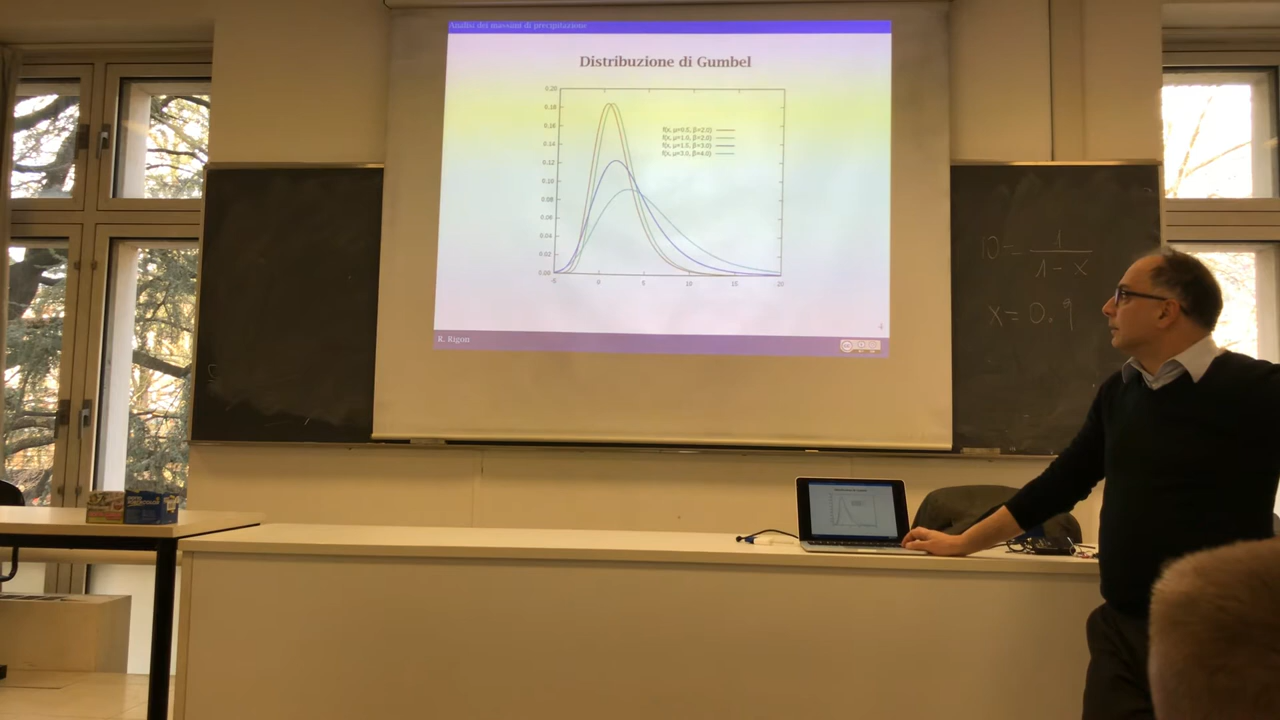 Analisi dei massimi di precipitazione
Distribuzione di Gumbel
0.20
0.18
0.16
0.14
0.12
0.10
0.08
0.06
0.04
0.02
0.00
-5 0 5 10 15 20
f(x, μ=0.5, β=2.0)
f(x, μ=1.0, β=2.0)
f(x, μ=1.5, β=3.0)
f(x, μ=3.0, β=4.0)
4
R. Rigon
10 = 1 / (1 - X)
X = 0.9